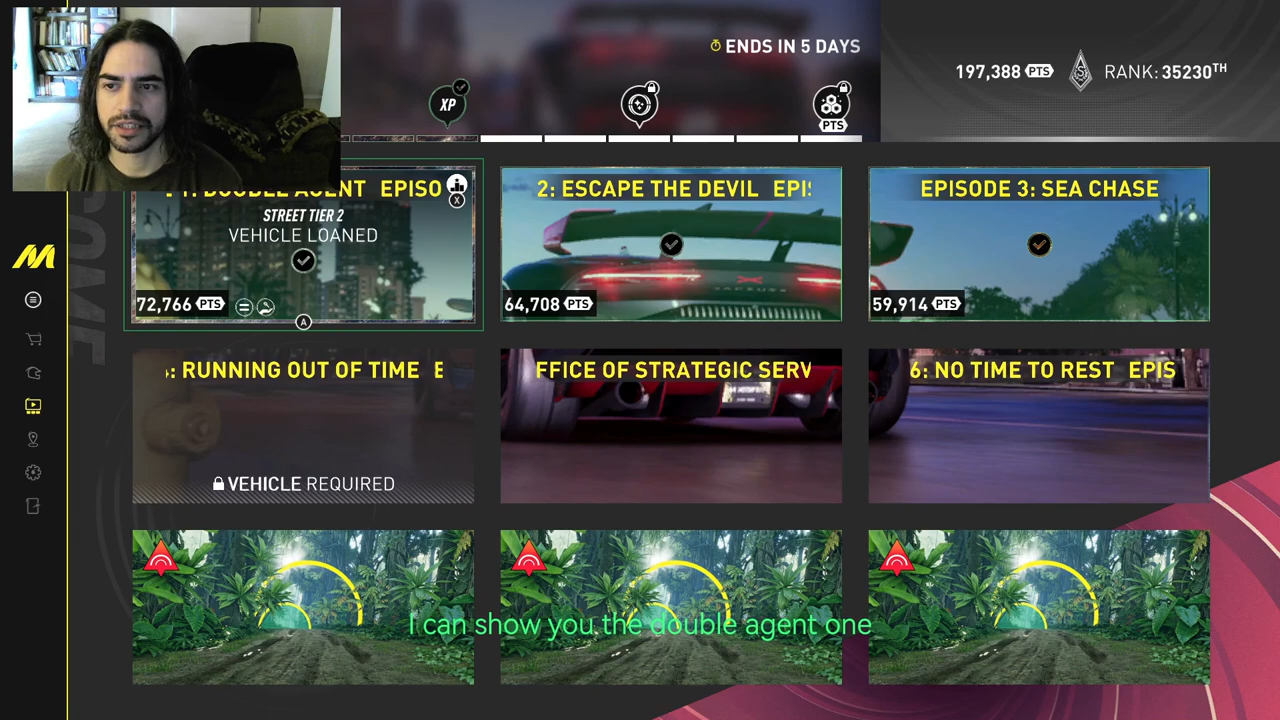 ENDS IN 5 DAYS
197,388 PTS
RANK: 35230TH
XP
PTS
1: DOUBLE AGENT EPISO
X
STREET TIER 2
VEHICLE LOANED
72,766 PTS
A
2: ESCAPE THE DEVIL EPI
64,708 PTS
EPISODE 3: SEA CHASE
59,914 PTS
: RUNNING OUT OF TIME E
VEHICLE REQUIRED
FFICE OF STRATEGIC SERV
6: NO TIME TO REST EPIS
I can show you the double agent one